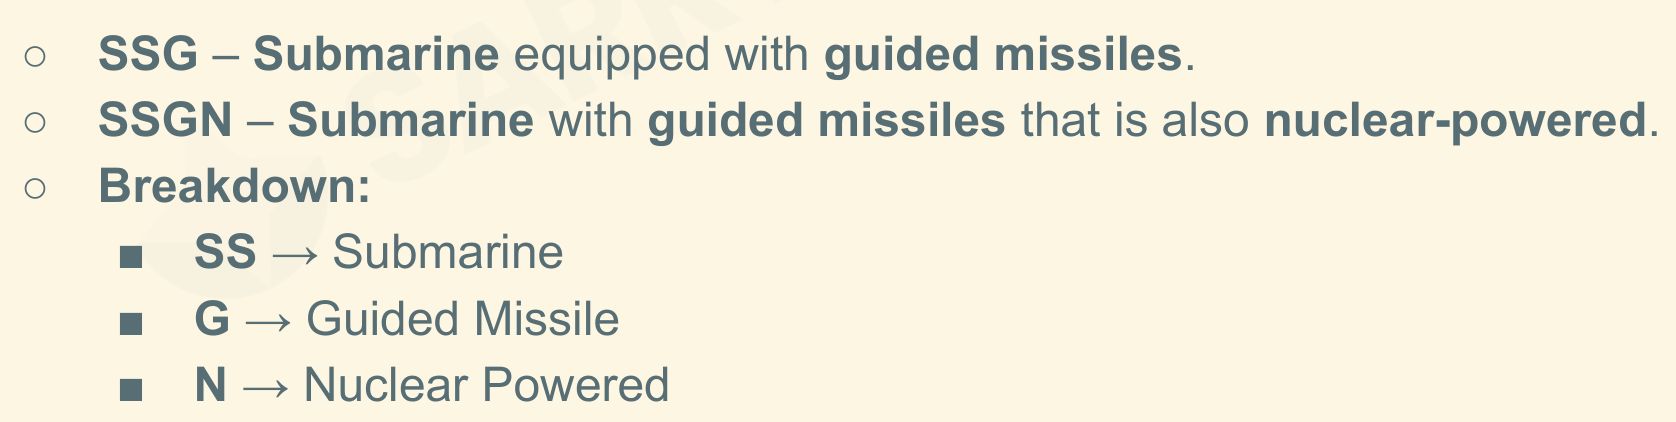 ○ SSG – Submarine equipped with guided missiles.
○ SSGN – Submarine with guided missiles that is also nuclear-powered.
○ Breakdown:
■ SS → Submarine
■ G → Guided Missile
■ N → Nuclear Powered